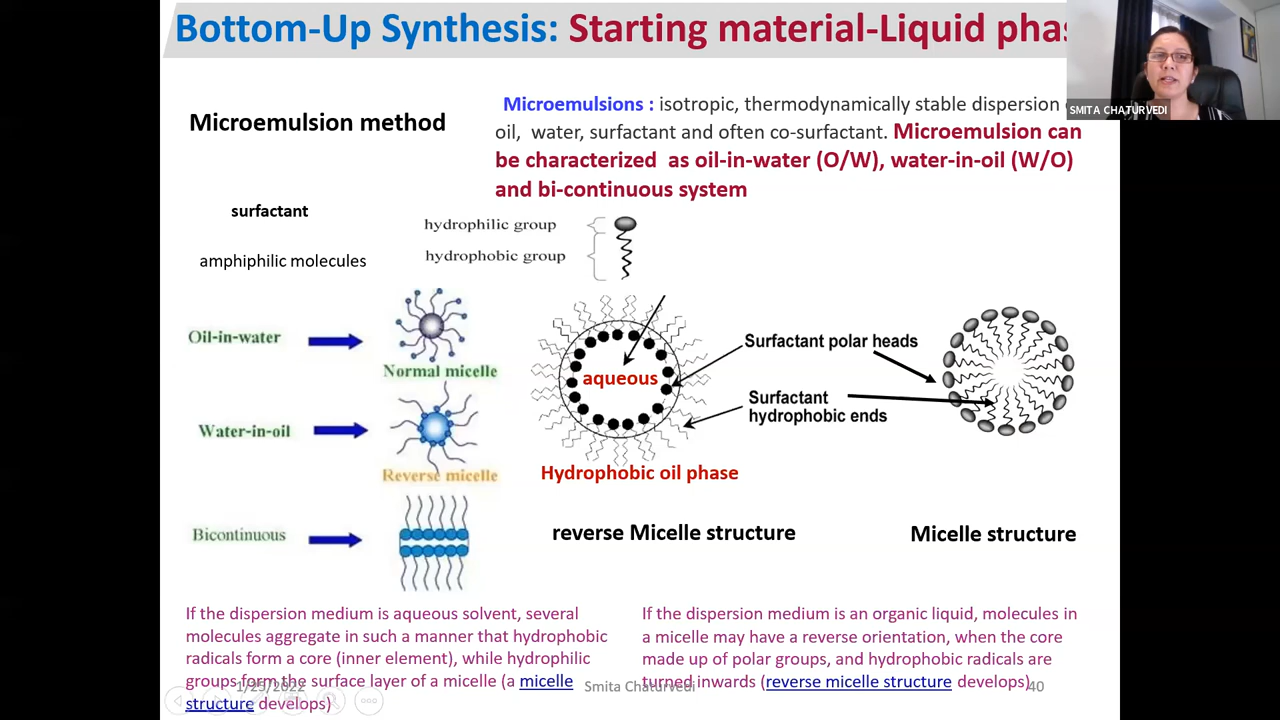 Bottom-Up Synthesis: Starting material-Liquid phas
SMITA CHATURVEDI
Microemulsion method
Microemulsions : isotropic, thermodynamically stable dispersion
oil, water, surfactant and often co-surfactant. Microemulsion can
be characterized as oil-in-water (O/W), water-in-oil (W/O)
and bi-continuous system
surfactant
amphiphilic molecules
hydrophilic group
hydrophobic group
Oil-in-water
Normal micelle
Water-in-oil
Reverse micelle
Bicontinuous
aqueous
Surfactant polar heads
Surfactant
hydrophobic ends
Hydrophobic oil phase
reverse Micelle structure
Micelle structure
If the dispersion medium is aqueous solvent, several
molecules aggregate in such a manner that hydrophobic
radicals form a core (inner element), while hydrophilic
groups form the surface layer of a micelle (a micelle
structure develops)
If the dispersion medium is an organic liquid, molecules in
a micelle may have a reverse orientation, when the core
made up of polar groups, and hydrophobic radicals are
turned inwards (reverse micelle structure develops)
1/25/2022
Smita Chaturvedi
40